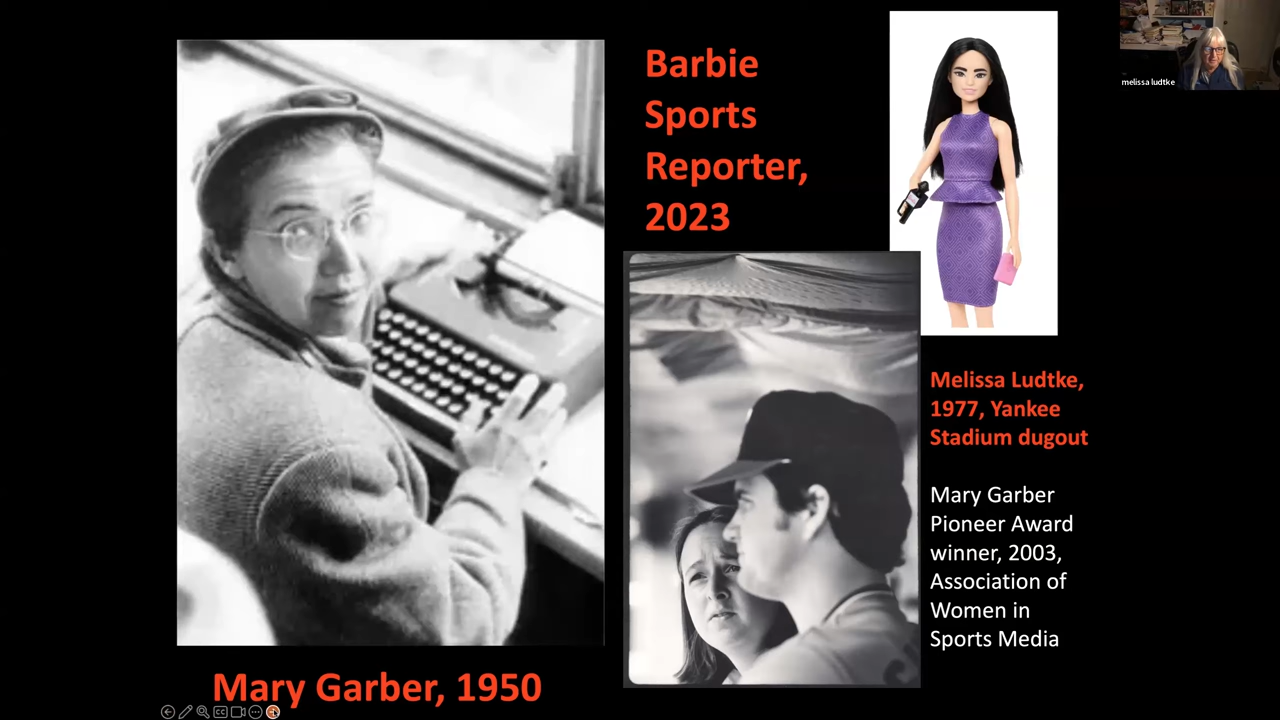 Barbie
Sports
Reporter,
2023
melissa ludtke
Melissa Ludtke,
1977, Yankee
Stadium dugout
Mary Garber
Pioneer Award
winner, 2003,
Association of
Women in
Sports Media
Mary Garber, 1950